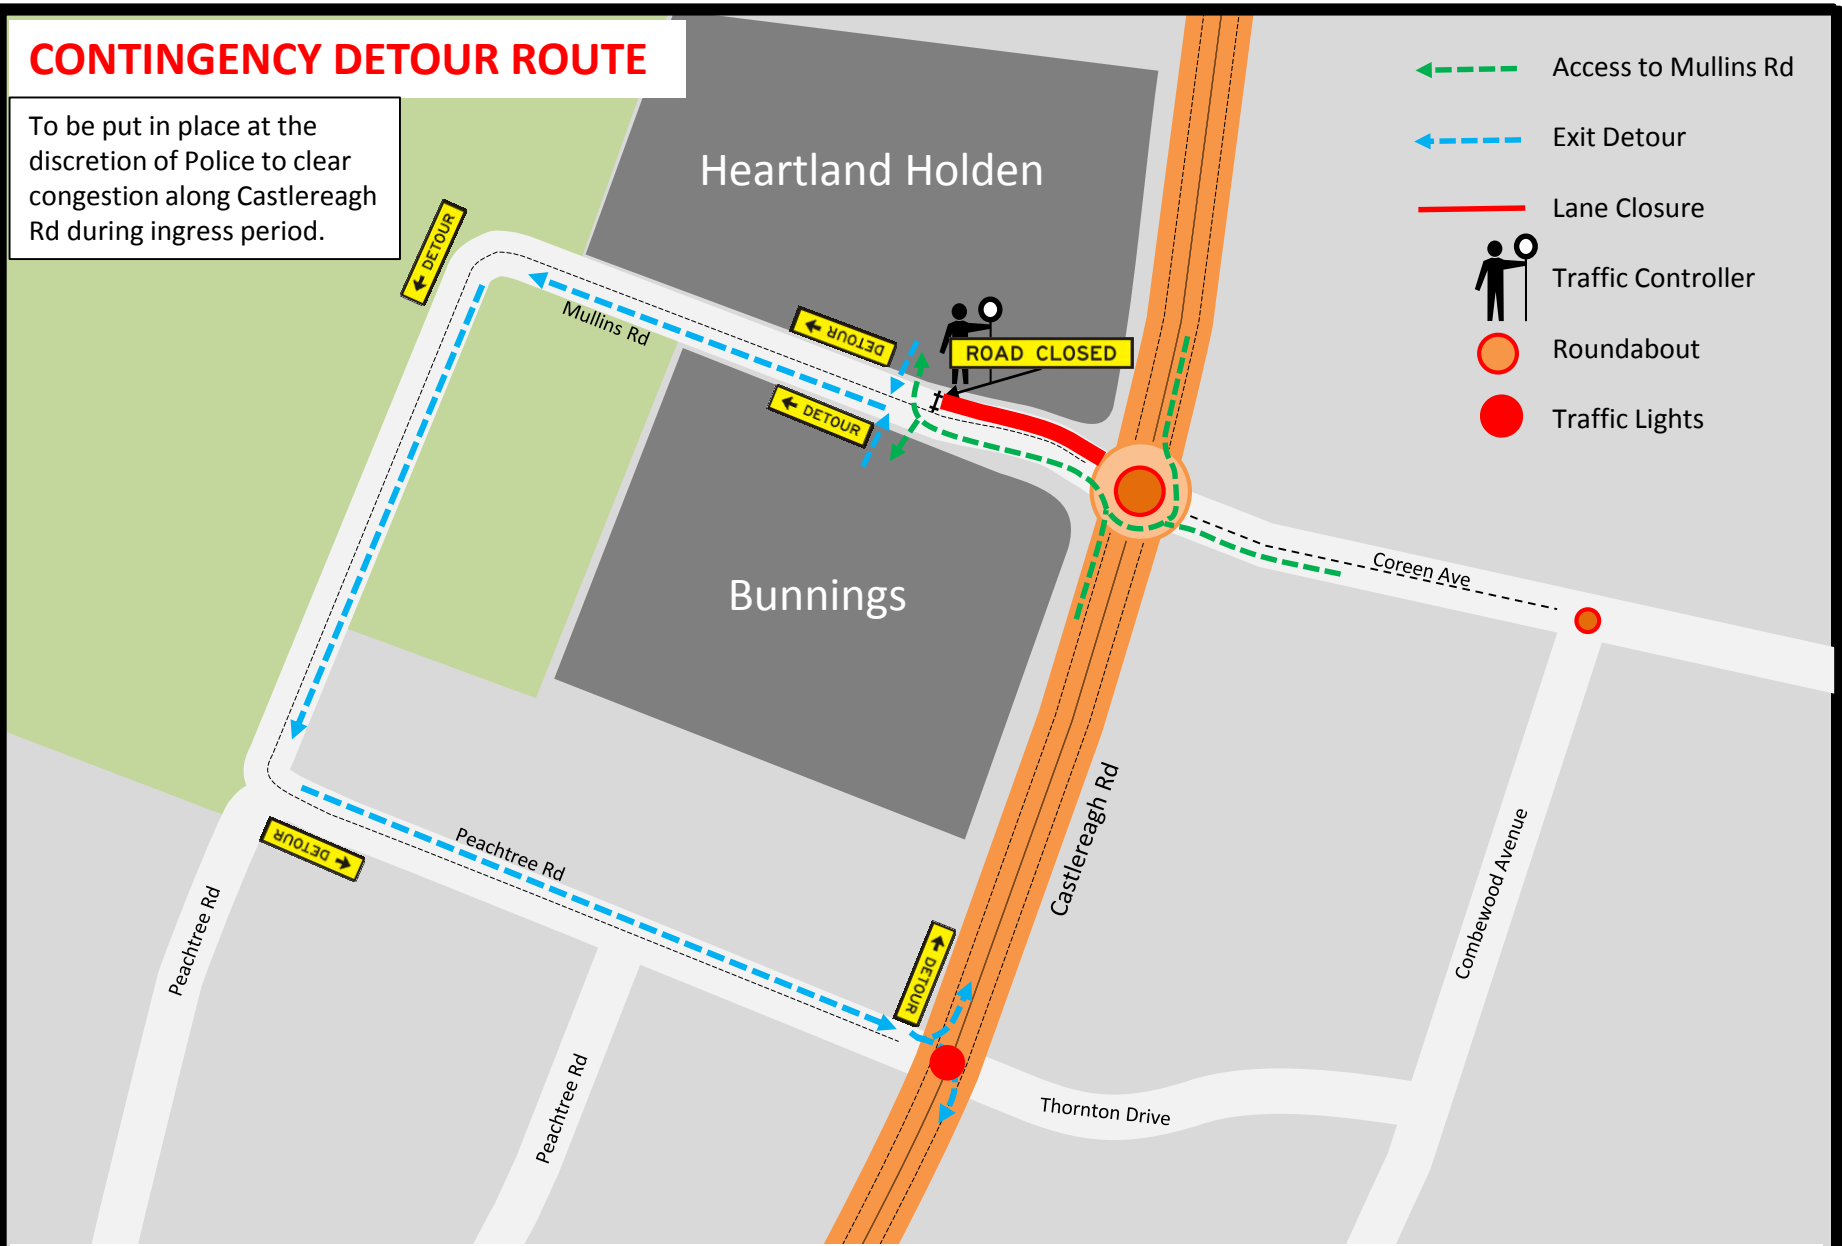 CONTINGENCY DETOUR ROUTE
To be put in place at the
discretion of Police to clear
congestion along Castlereagh
Rd during ingress period.
Access to Mullins Rd
Exit Detour
Lane Closure
Traffic Controller
Roundabout
Traffic Lights
Heartland Holden
DETOUR
Mullins Rd
DETOUR
ROAD CLOSED
DETOUR
Bunnings
Coreen Ave
Castlereagh Rd
Combewood Avenue
DETOUR
Peachtree Rd
Peachtree Rd
DETOUR
Peachtree Rd
Thornton Drive